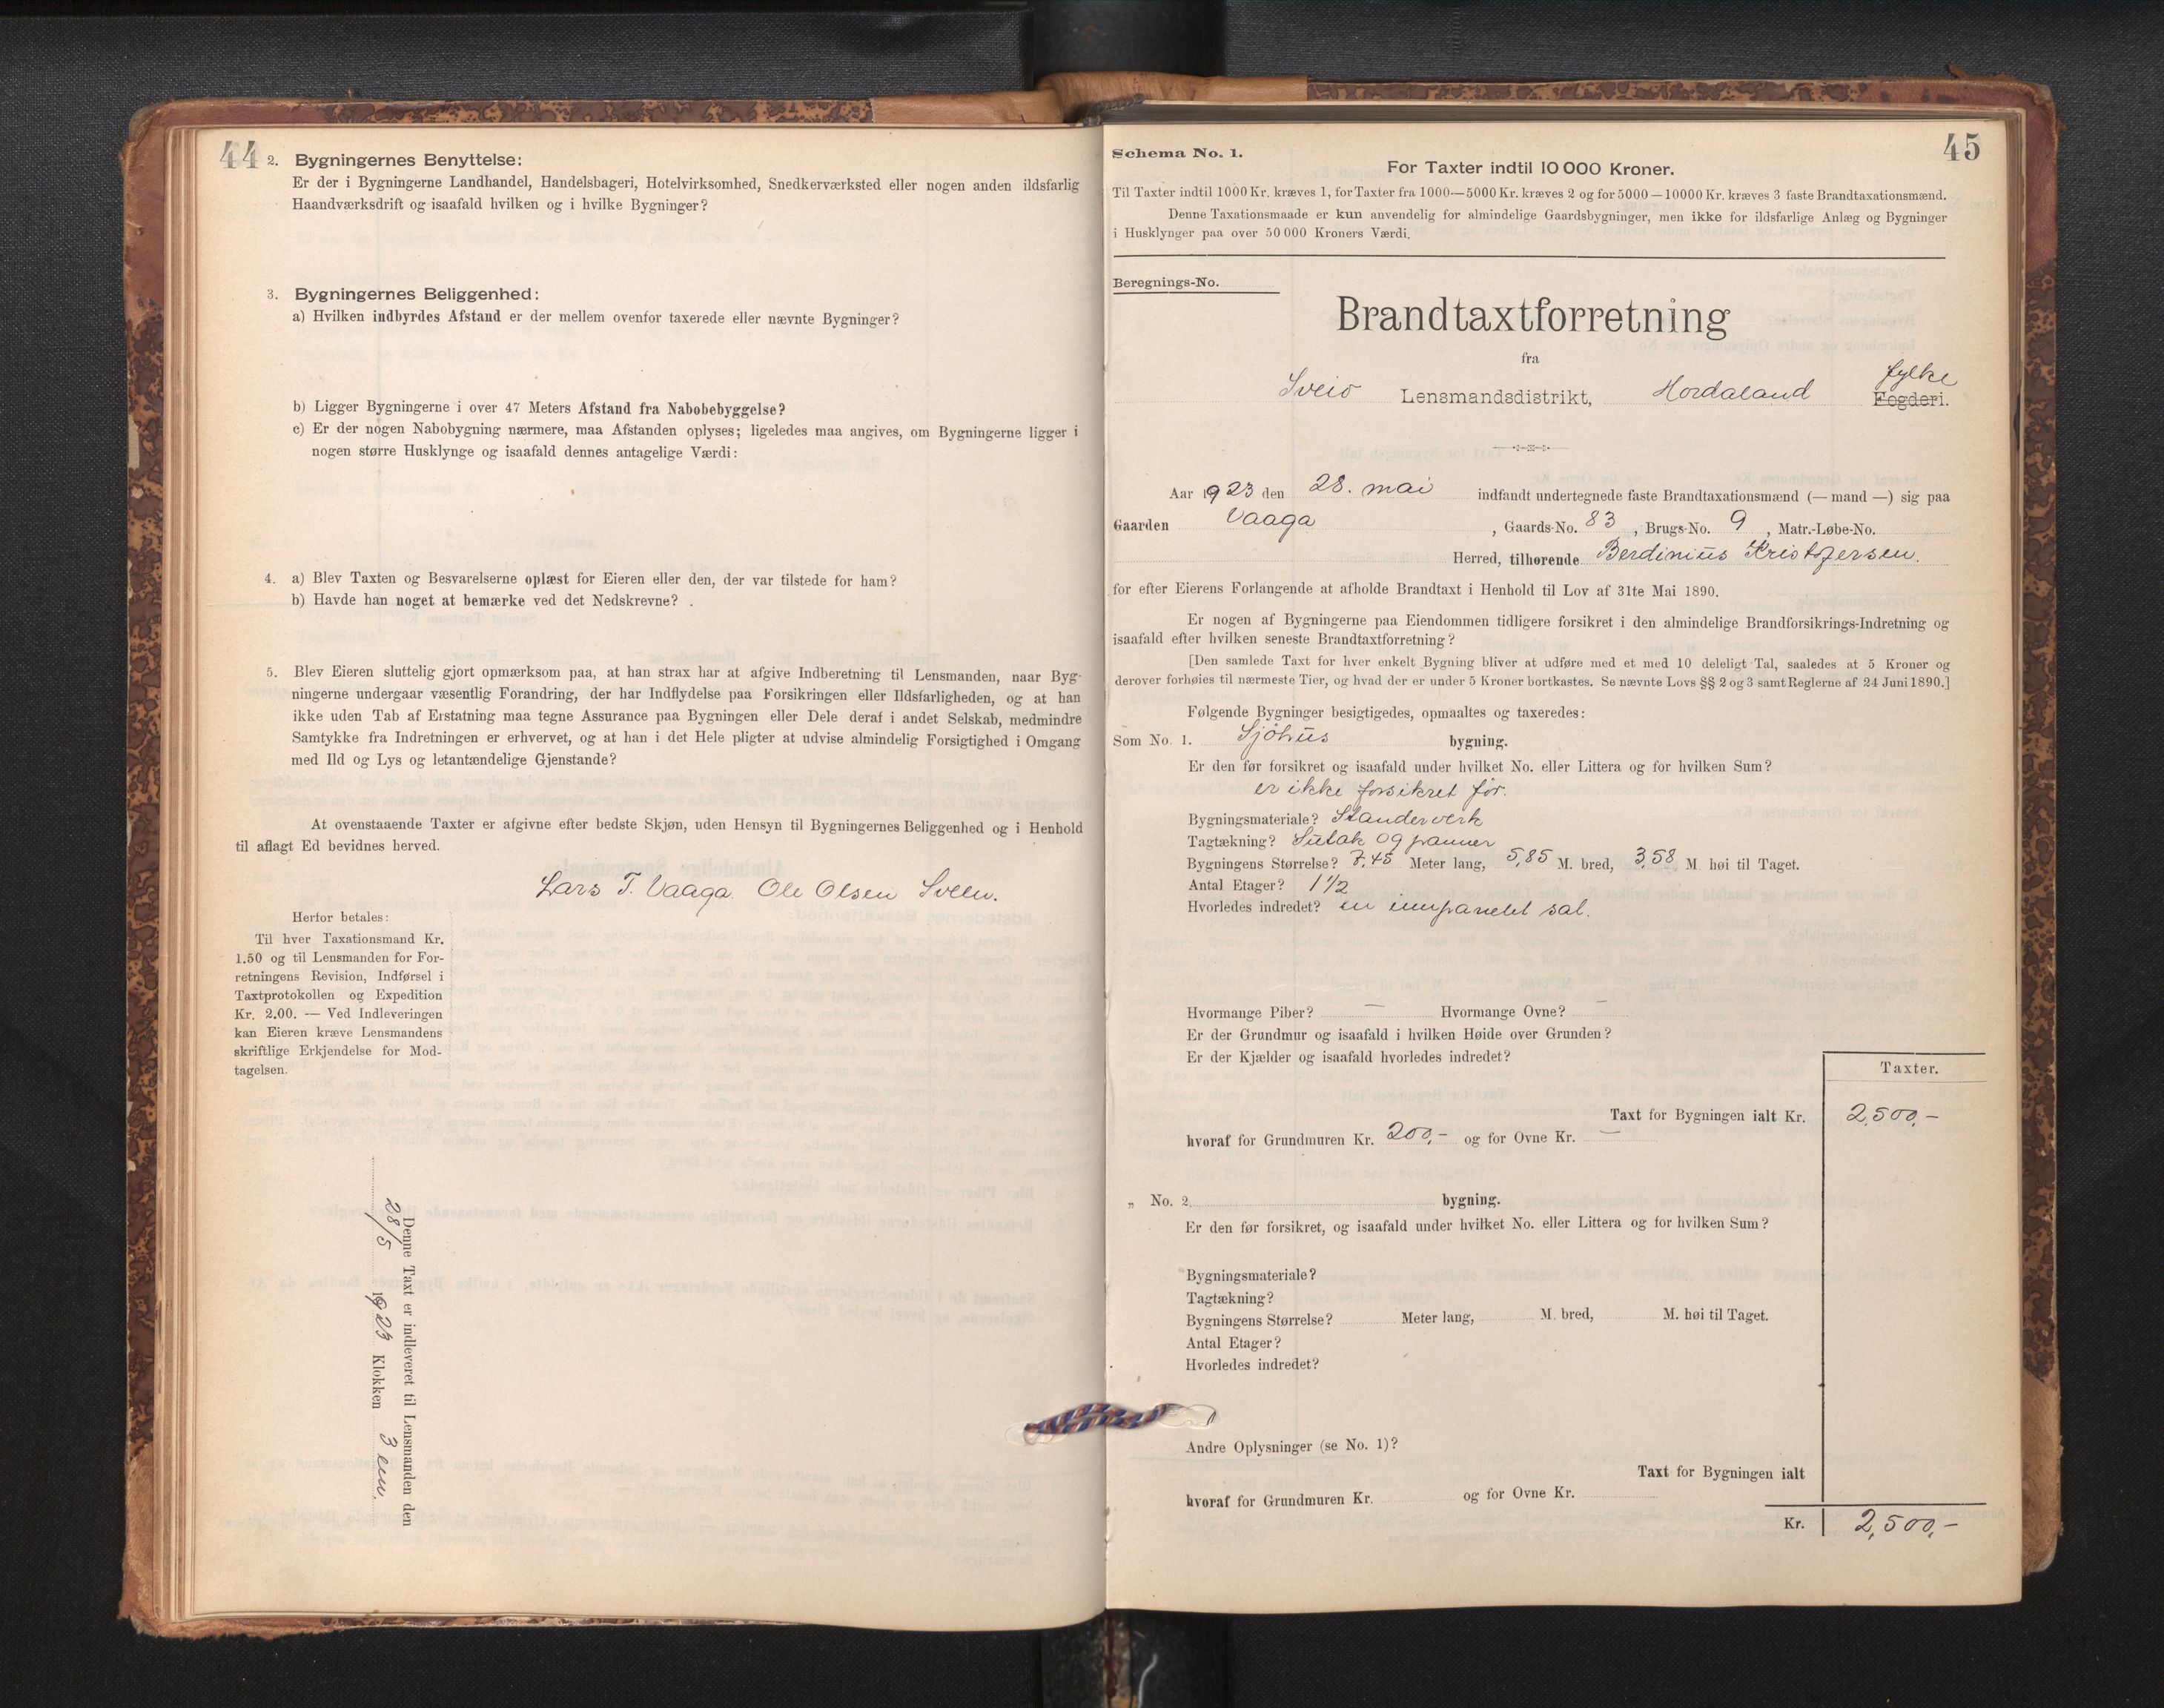 44
2. Bygningernes Benyttelse:
Er der i Bygningerne Landhandel, Handelsbageri, Hotelvirksomhed, Snedkerværksted eller nogen anden ildsfarlig
Haandværksdrift og isaafald hvilken og i hvilke Bygninger?
3. Bygningernes Beliggenhed:
a) Hvilken indbyrdes Afstand er der mellem ovenfor taxerede eller nævnte Bygninger?
b) Ligger Bygningerne i over 47 Meters Afstand fra Nabobebyggelse?
c) Er der nogen Nabobygning nærmere, maa Afstanden oplyses; ligeledes maa angives, om Bygningerne ligger i
nogen større Husklynge og isaafald dennes antagelige Værdi:
4. a) Blev Taxten og Besvarelserne oplæst for Eieren eller den, der var tilstede for ham?
b) Havde han noget at bemærke ved det Nedskrevne?
5. Blev Eieren sluttelig gjort opmærksom paa, at han strax har at afgive Indberetning til Lensmanden, naar Byg-
ningerne undergaar væsentlig Forandring, der har Indflydelse paa Forsikringen eller Ildsfarligheden, og at han
ikke uden Tab af Erstatning maa tegne Assurance paa Bygningen eller Dele deraf i andet Selskab, medmindre
Samtykke fra Indretningen er erhvervet, og at han i det Hele pligter at udvise almindelig Forsigtighed i Omgang
med Ild og Lys og letantændelige Gjenstande?
At ovenstaaende Taxter er afgivne efter bedste Skjøn, uden Hensyn til Bygningernes Beliggenhed og i Henhold
til aflagt Ed bevidnes herved.
Lars T. Vaaga. Ole Olsen Sveen.
Herfor betales:
Til hver Taxationsmand Kr.
1.50 og til Lensmanden for For-
retningens Revision, Indførsel i
Taxtprotokollen og Expedition
Kr. 2.00. — Ved Indleveringen
kan Eieren kræve Lensmandens
skriftlige Erkjendelse for Mod-
tagelsen.
Denne Taxt er indleveret til Lensmanden den
28/5 1923 Klokken 3 em.
45
Schema No. 1.
For Taxter indtil 10 000 Kroner.
Til Taxter indtil 1000 Kr. kræves 1, for Taxter fra 1000—5000 Kr. kræves 2 og for 5000—10000 Kr. kræves 3 faste Brandtaxationsmænd.
Denne Taxationsmaade er kun anvendelig for almindelige Gaardsbygninger, men ikke for ildsfarlige Anlæg og Bygninger
i Husklynger paa over 50 000 Kroners Værdi.
Beregnings-No.
Brandtaxtforretning
fra
fylke
Sveio Lensmandsdistrikt, Hordaland Fogderi.
Aar 1923 den 28. mai indfandt undertegnede faste Brandtaxationsmænd (— mand —) sig paa
Gaarden Vaaga, Gaards-No. 83, Brugs-No. 9, Matr.-Løbe-No.
Herred, tilhørende Berdinius Kristofersen.
for efter Eierens Forlangende at afholde Brandtaxt i Henhold til Lov af 31te Mai 1890.
Er nogen af Bygningerne paa Eiendommen tidligere forsikret i den almindelige Brandforsikrings-Indretning og
isaafald efter hvilken seneste Brandtaxtforretning?
[Den samlede Taxt for hver enkelt Bygning bliver at udføre med et med 10 deleligt Tal, saaledes at 5 Kroner og
derover forhøies til nærmeste Tier, og hvad der er under 5 Kroner bortkastes. Se nævnte Lovs §§ 2 og 3 samt Reglerne af 24 Juni 1890.]
Følgende Bygninger besigtigedes, opmaaltes og taxeredes:
Som No. 1. Sjöhus bygning.
Er den før forsikret og isaafald under hvilket No. eller Littera og for hvilken Sum?
er ikke forsikret før.
Bygningsmateriale? Standerverk
Tagtækning? Sutak og panner
Bygningens Størrelse? 7,45 Meter lang, 5,85 M. bred, 3,58 M. høi til Taget.
Antal Etager? 1 1/2
Hvorledes indredet? en umpanelet sal.
Hvormange Piber? — Hvormange Ovne? —
Er der Grundmur og isaafald i hvilken Høide over Grunden?
Er der Kjælder og isaafald hvorledes indredet?
Taxter.
Taxt for Bygningen ialt Kr. 2,500,-
hvoraf for Grundmuren Kr. 200,- og for Ovne Kr. —
„ No. 2. bygning.
Er den før forsikret, og isaafald under hvilket No. eller Littera og for hvilken Sum?
Bygningsmateriale?
Tagtækning?
Bygningens Størrelse? Meter lang, M. bred, M. høi til Taget.
Antal Etager?
Hvorledes indredet?
Andre Oplysninger (se No. 1)?
Taxt for Bygningen ialt
hvoraf for Grundmuren Kr. og for Ovne Kr.
Kr. 2,500,-